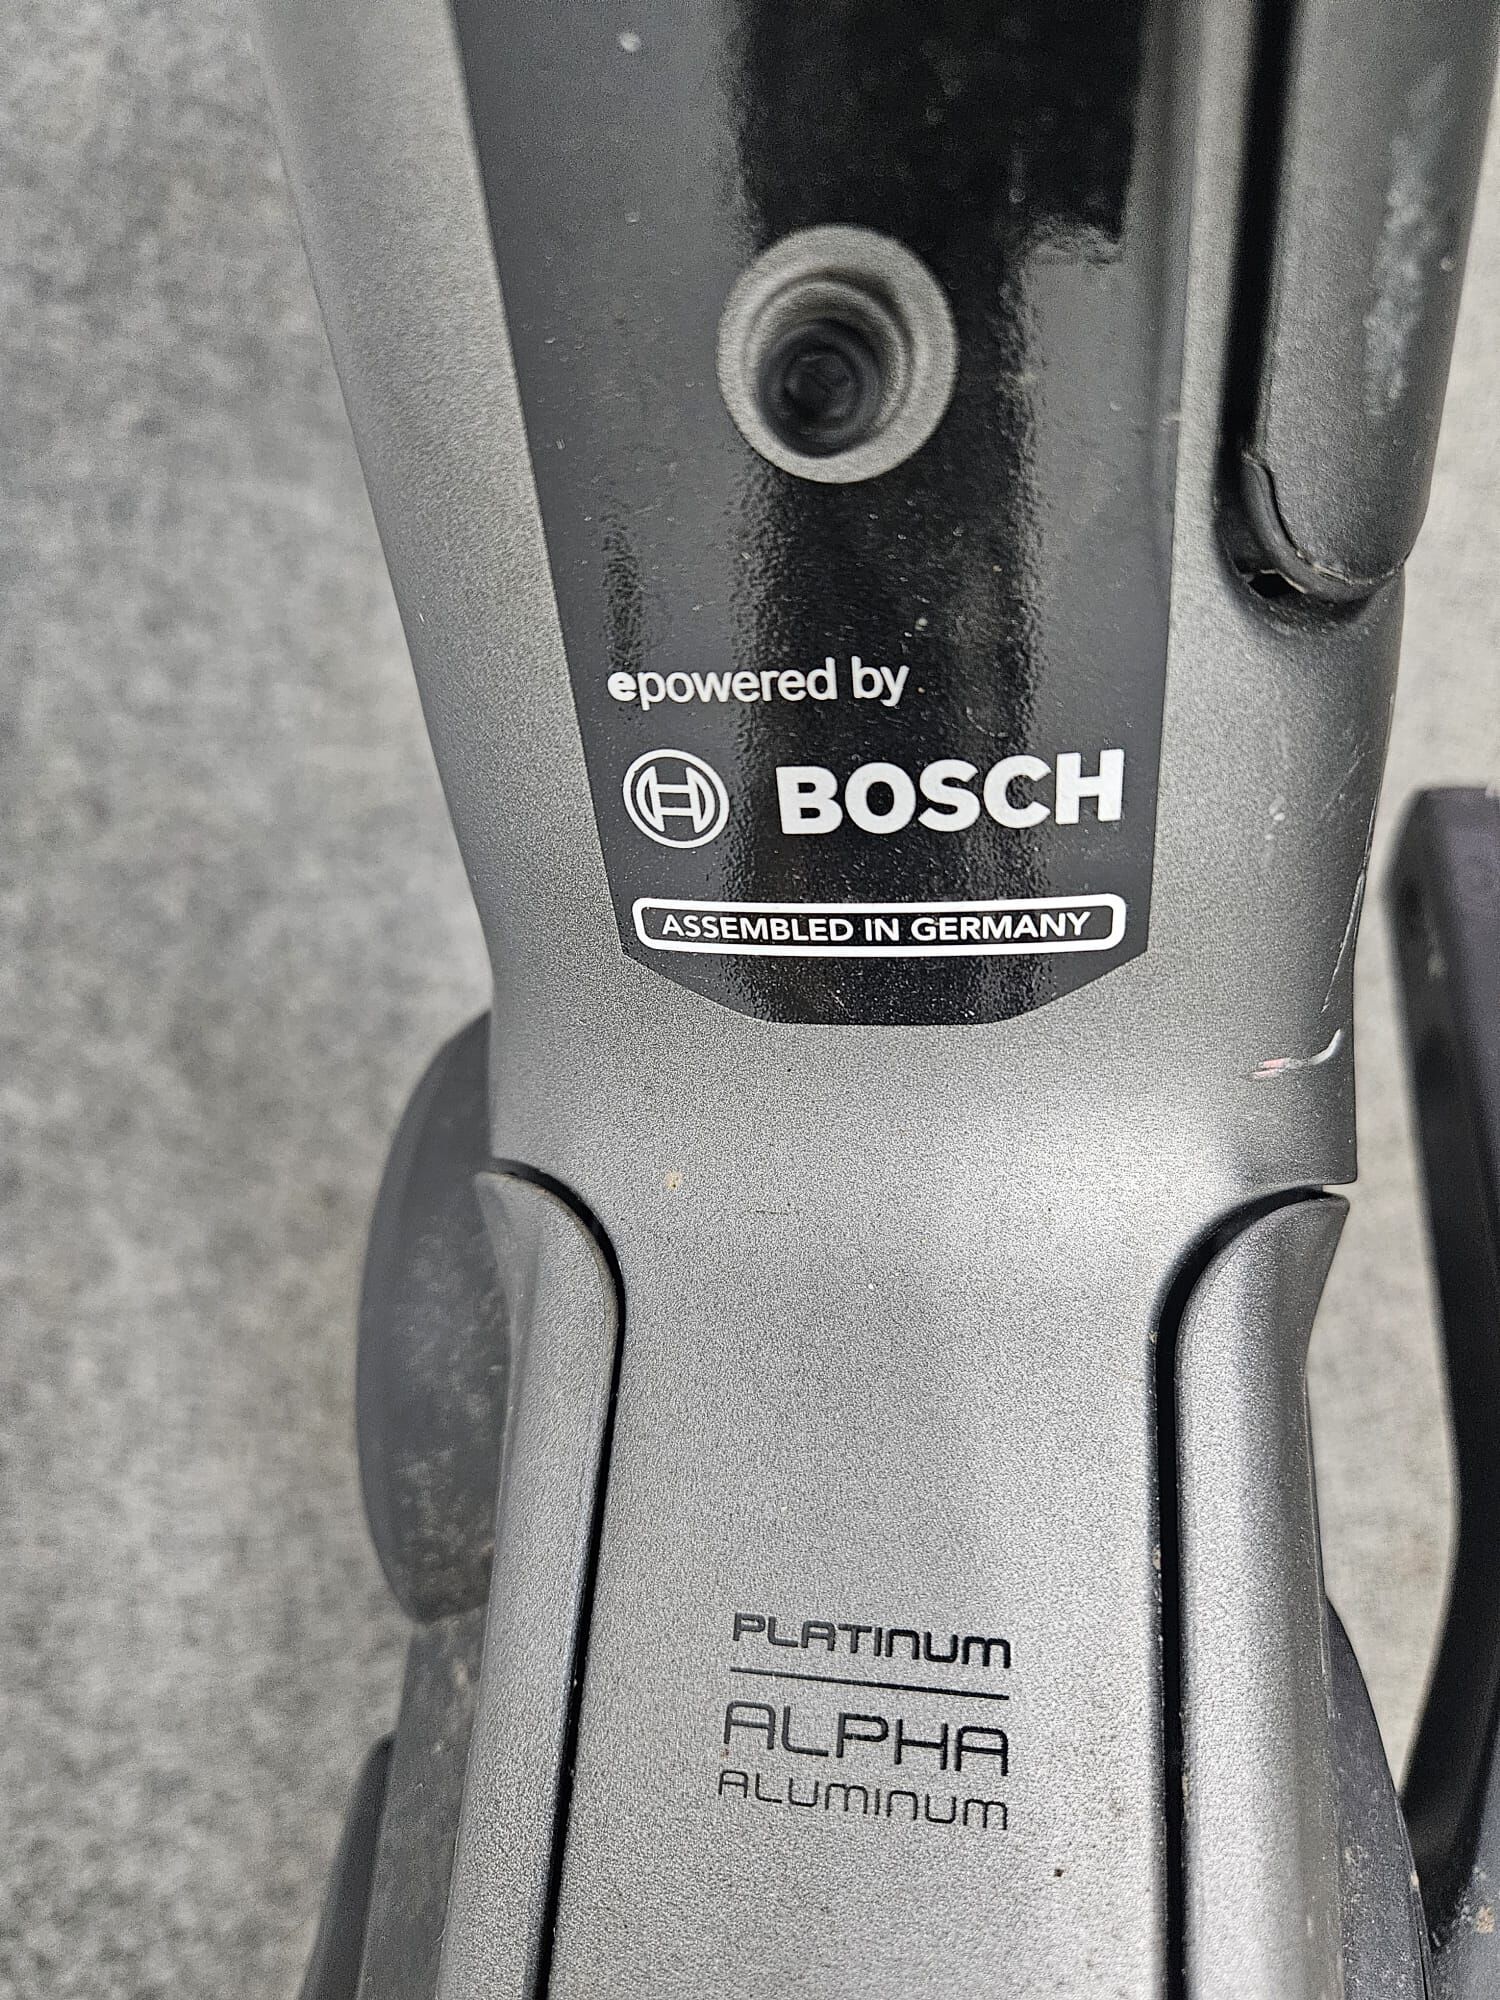 epowered by
BOSCH
ASSEMBLED IN GERMANY
PLATINUM
ALPHA
ALUMINUM